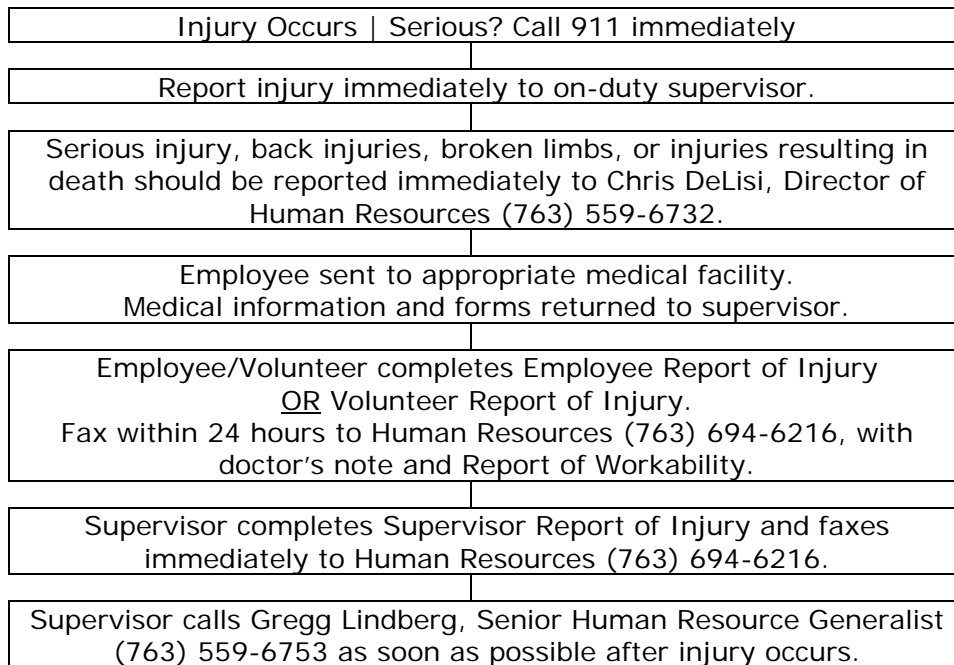 Injury Occurs | Serious? Call 911 immediately
Report injury immediately to on-duty supervisor.
Serious injury, back injuries, broken limbs, or injuries resulting in
death should be reported immediately to Chris DeLisi, Director of
Human Resources (763) 559-6732.
Employee sent to appropriate medical facility.
Medical information and forms returned to supervisor.
Employee/Volunteer completes Employee Report of Injury
OR Volunteer Report of Injury.
Fax within 24 hours to Human Resources (763) 694-6216, with
doctor's note and Report of Workability.
Supervisor completes Supervisor Report of Injury and faxes
immediately to Human Resources (763) 694-6216.
Supervisor calls Gregg Lindberg, Senior Human Resource Generalist
(763) 559-6753 as soon as possible after injury occurs.